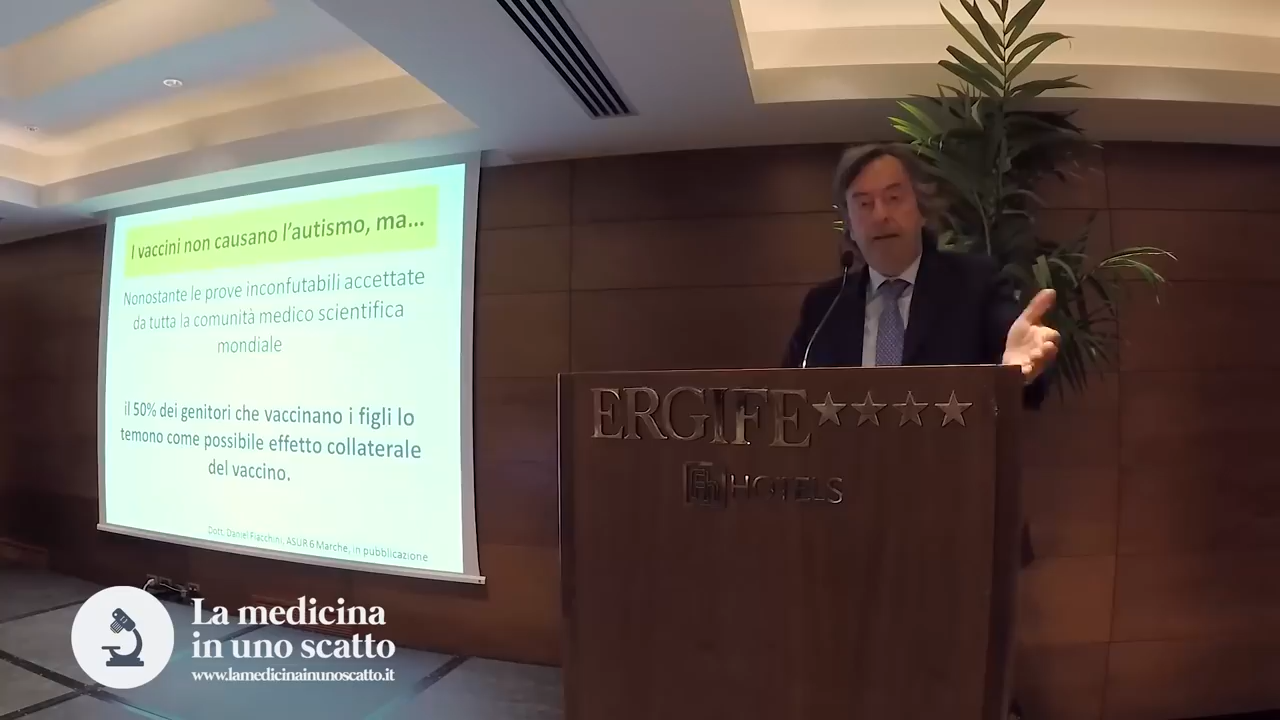 I vaccini non causano l'autismo, ma...
Nonostante le prove inconfutabili accettate
da tutta la comunità medico scientifica
mondiale
il 50% dei genitori che vaccinano i figli lo
temono come possibile effetto collaterale
del vaccino.
Dott. Daniel Fiacchini, ASUR 6 Marche, in pubblicazione
ERGIFE
HOTELS
La medicina
in uno scatto
www.lamedicinainunoscatto.it